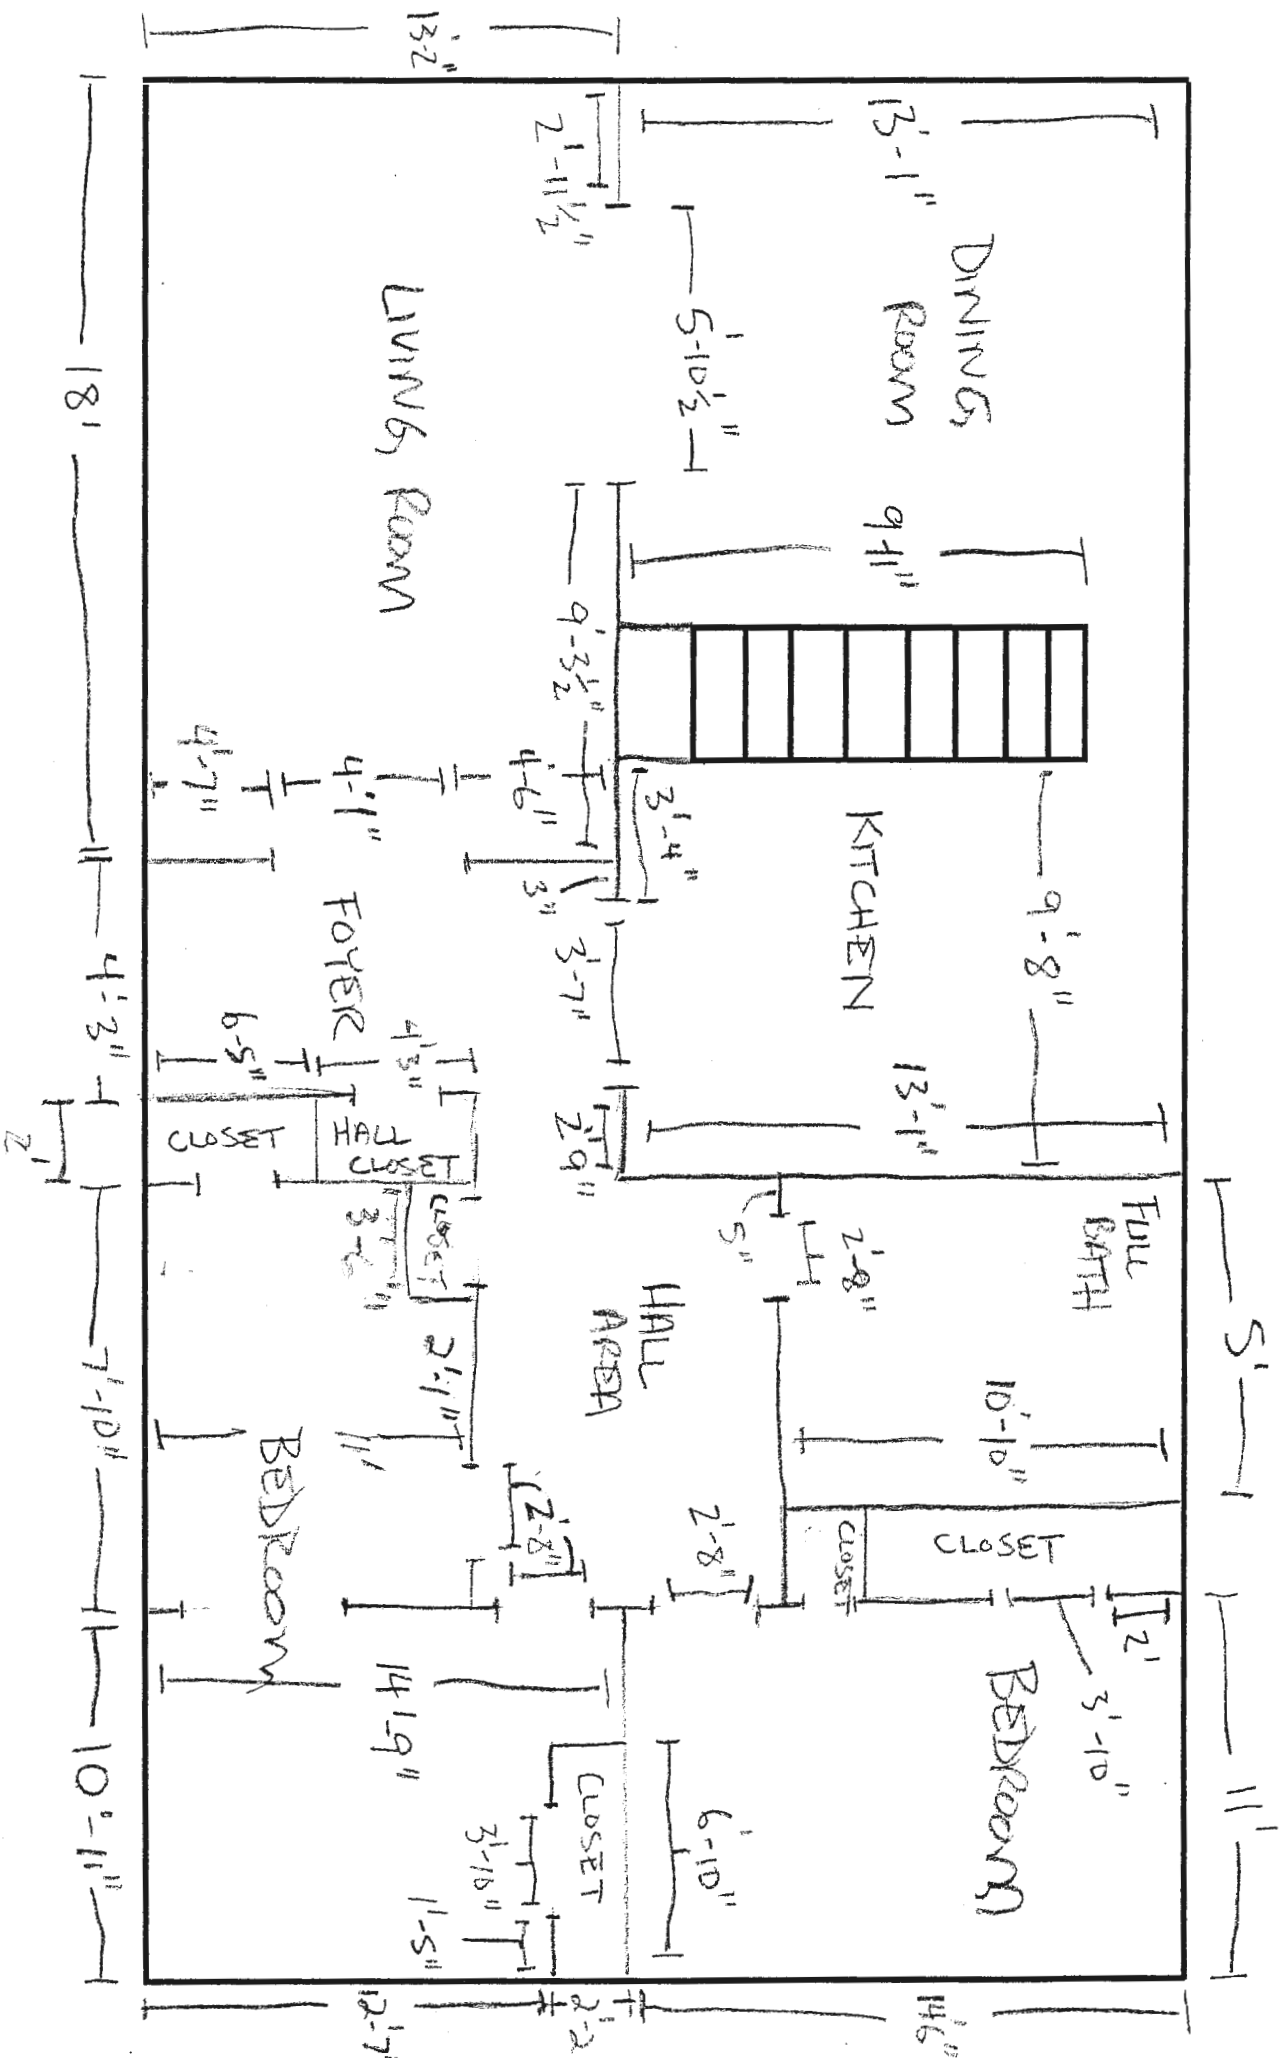 13'-2"
2'-11½"
13'-1"
DINING
ROOM
5'-10½"
LIVING ROOM
18'
9'-11"
9'-3½"
4'-7"
4'-1"
4'-6"
3'-4"
KITCHEN
9'-8"
3"
3'-7"
FOYER
4'-3"
6'-5"
4'3"
13'-1"
2'
CLOSET
HALL
CLOSET
2'9"
FULL
BATH
5"
2'-8"
CLOSET
3'-6"
HALL
AREA
5'
2'-1"
7'-10"
11'
BEDROOM
10'-10"
2'-8"
2'-8"
CLOSET
CLOSET
2'
3'-10"
BEDROOM
14'-9"
10'-11"
11'
CLOSET
3'-10"
1'-5"
6'-10"
12'-7"
2'-2
14'6"